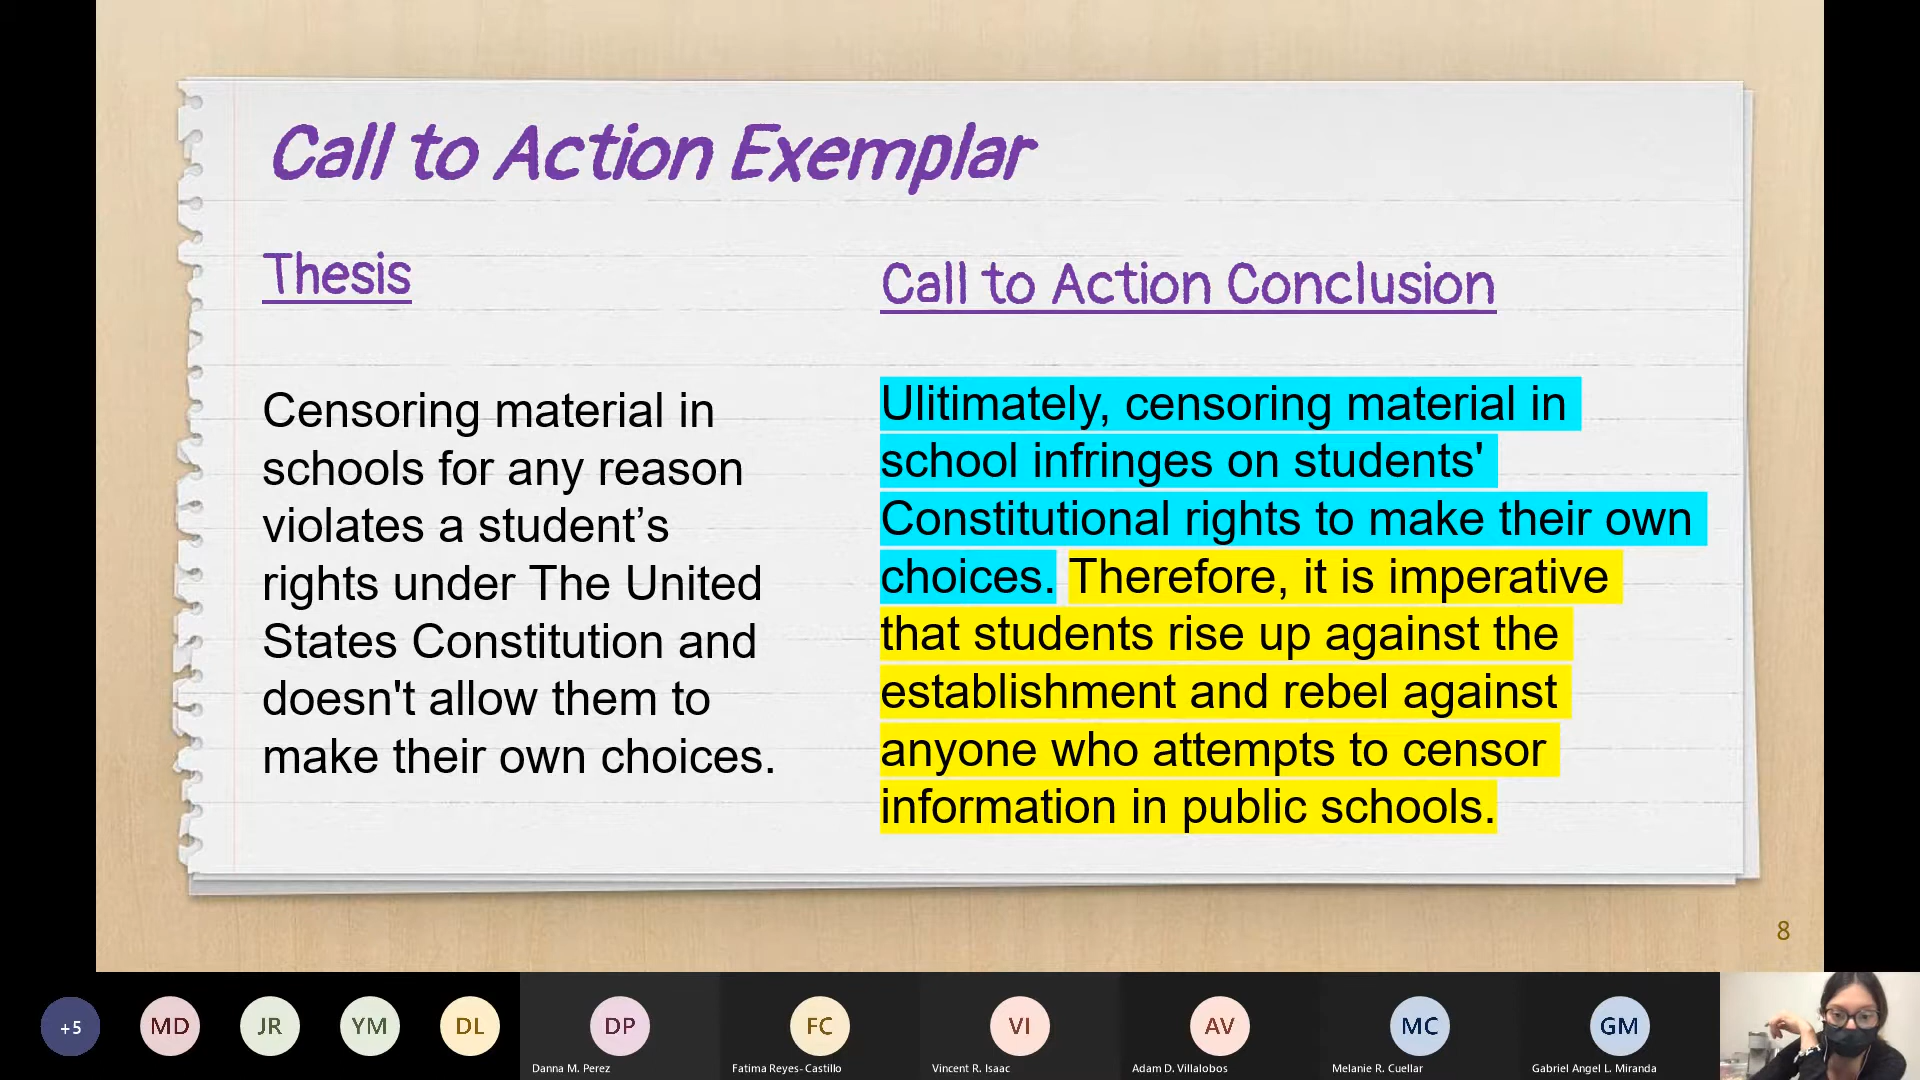 Call to Action Exemplar
Thesis
Censoring material in
schools for any reason
violates a student’s
rights under The United
States Constitution and
doesn't allow them to
make their own choices.
Call to Action Conclusion
Ulitimately, censoring material in
school infringes on students'
Constitutional rights to make their own
choices. Therefore, it is imperative
that students rise up against the
establishment and rebel against
anyone who attempts to censor
information in public schools.
8
+5
MD
JR
YM
DL
DP
Danna M. Perez
FC
Fatima Reyes-Castillo
VI
Vincent R. Isaac
AV
Adam D. Villalobos
MC
Melanie R. Cuellar
GM
Gabriel Angel L. Miranda